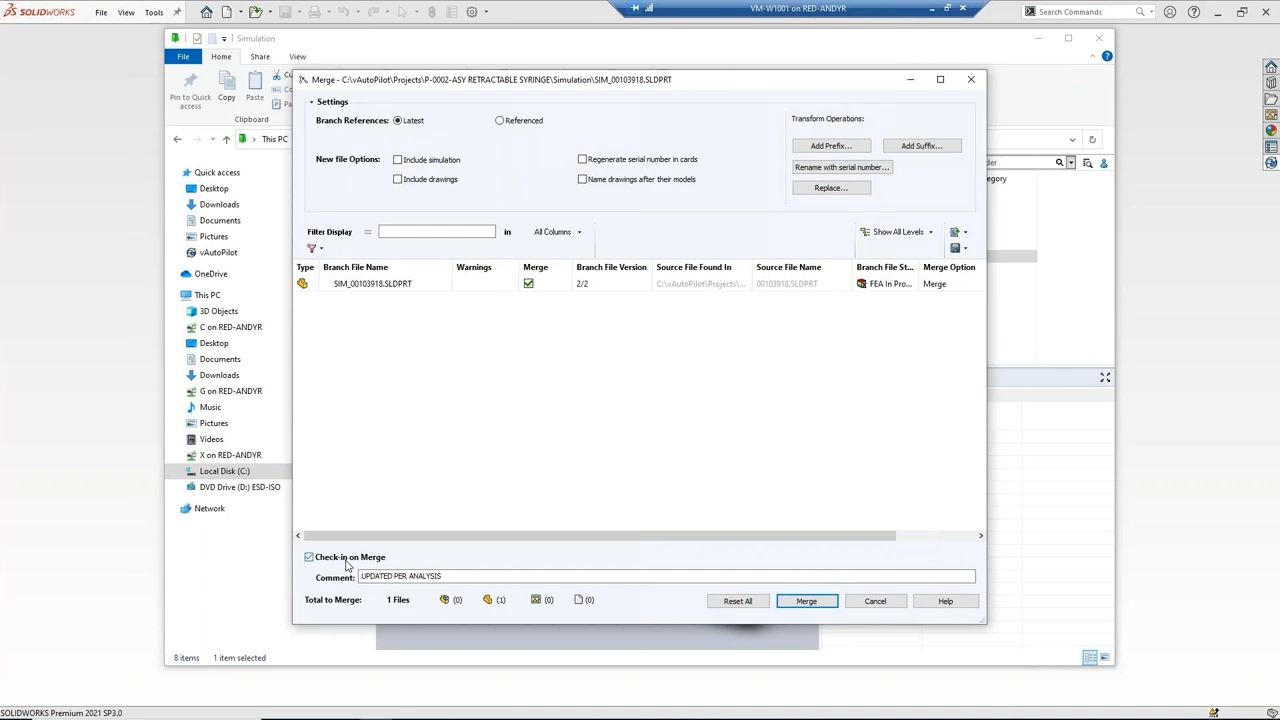 SOLIDWORKS File View Tools
VM-W1001 on RED-ANDYR
Search Commands
Simulation
File Home Share View
Pin to Quick access
Copy
Paste
Cu
Co
Pa
Clipboard
Merge - C:\vAutoPilot\Projects\P-0002-ASY RETRACTABLE SYRINGE\Simulation\SIM_00103918.SLDPRT
Settings
Branch References: Latest Referenced
New file Options: Include simulation
Include drawings
Regenerate serial number in cards
Name drawings after their models
Transform Operations:
Add Prefix... Add Suffix...
Rename with serial number...
Replace...
This PC
Quick access
Desktop
Downloads
Documents
Pictures
vAutoPilot
OneDrive
This PC
3D Objects
C on RED-ANDYR
Desktop
Documents
Downloads
G on RED-ANDYR
Music
Pictures
Videos
X on RED-ANDYR
Local Disk (C:)
DVD Drive (D:) ESD-ISO
Network
Filter Display = in All Columns Show All Levels
Type Branch File Name Warnings Merge Branch File Version Source File Found In Source File Name Branch File St... Merge Option
SIM_00103918.SLDPRT 2/2 C:\vAutoPilot\Projects\... 00103918.SLDPRT FEA In Pro... Merge
der
egory
Check-in on Merge
Comment: UPDATED PER ANALYSIS
Total to Merge: 1 Files (0) (1) (0) (0)
Reset All Merge Cancel Help
8 items 1 item selected
SOLIDWORKS Premium 2021 SP3.0